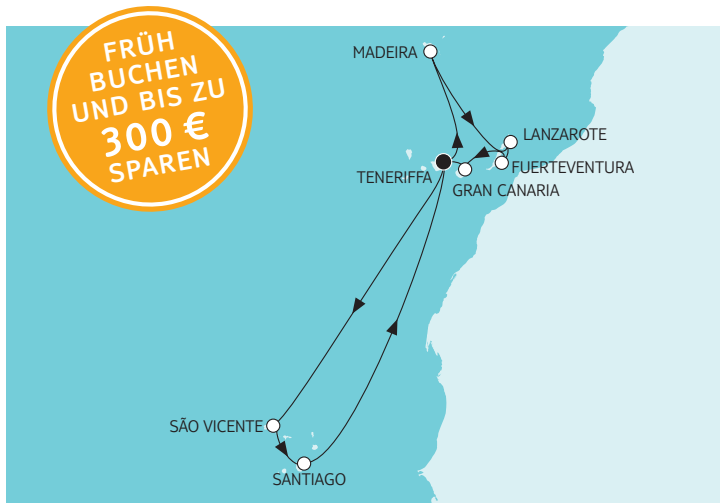 FRÜH
BUCHEN
UND BIS ZU
300 €
SPAREN
MADEIRA
LANZAROTE
FUERTEVENTURA
TENERIFFA
GRAN CANARIA
SÃO VICENTE
SANTIAGO